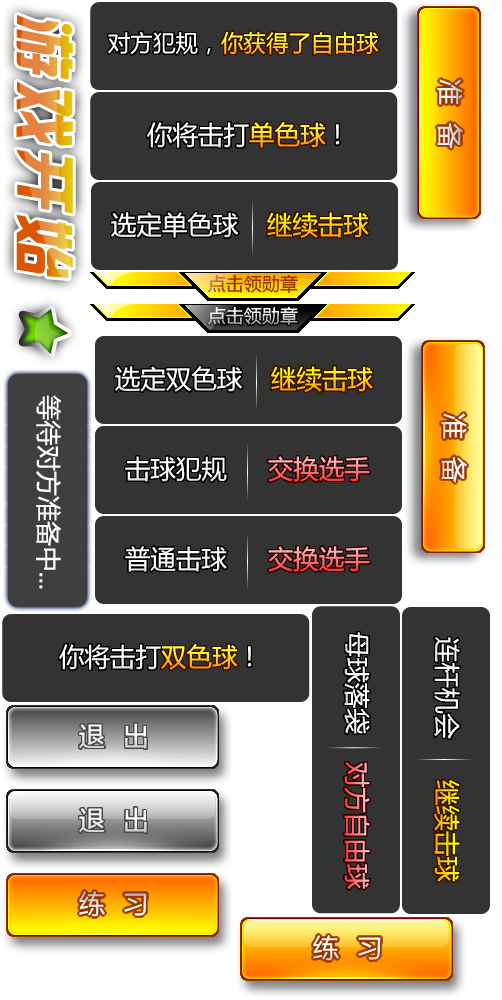 游戏开始
对方犯规，你获得了自由球
准 备
你将击打单色球！
选定单色球 继续击球
点击领勋章
点击领勋章
选定双色球 继续击球
准 备
等待对方准备中...
击球犯规 交换选手
普通击球 交换选手
你将击打双色球！
母球落袋 对方自由球
连杆机会 继续击球
退 出
退 出
练 习
练 习